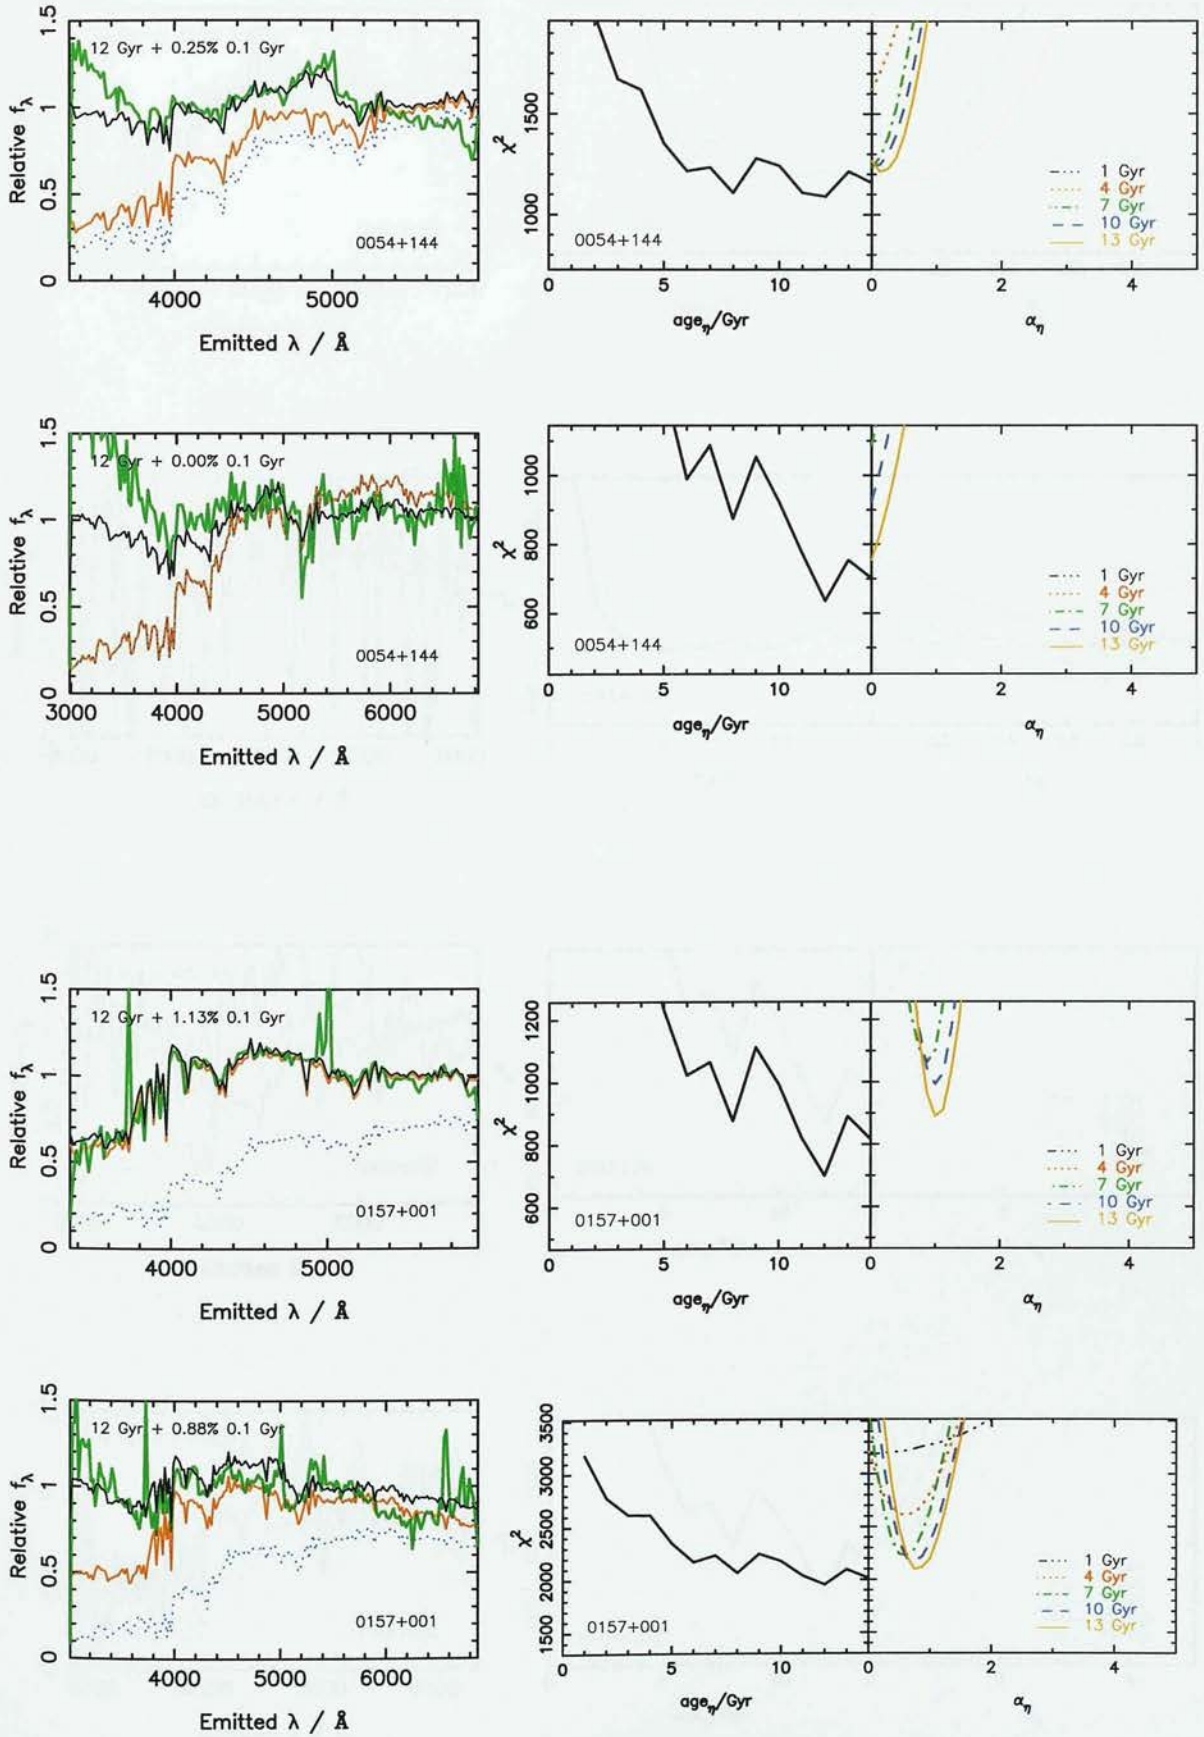 1.5
1
0.5
0
Relative fλ
12 Gyr + 0.25% 0.1 Gyr
0054+144
4000
5000
Emitted λ / Å
1500
1000
χ²
0054+144
0
5
10
age_η/Gyr
1 Gyr
4 Gyr
7 Gyr
10 Gyr
13 Gyr
0
2
4
α_η
1.5
1
0.5
0
Relative fλ
12 Gyr + 0.00% 0.1 Gyr
0054+144
3000
4000
5000
6000
Emitted λ / Å
1000
800
600
χ²
0054+144
0
5
10
age_η/Gyr
1 Gyr
4 Gyr
7 Gyr
10 Gyr
13 Gyr
0
2
4
α_η
1.5
1
0.5
0
Relative fλ
12 Gyr + 1.13% 0.1 Gyr
0157+001
4000
5000
Emitted λ / Å
1200
1000
800
600
χ²
0157+001
0
5
10
age_η/Gyr
1 Gyr
4 Gyr
7 Gyr
10 Gyr
13 Gyr
0
2
4
α_η
1.5
1
0.5
0
Relative fλ
12 Gyr + 0.88% 0.1 Gyr
0157+001
4000
5000
6000
Emitted λ / Å
3500
3000
2500
2000
1500
χ²
0157+001
0
5
10
age_η/Gyr
1 Gyr
4 Gyr
7 Gyr
10 Gyr
13 Gyr
0
2
4
α_η